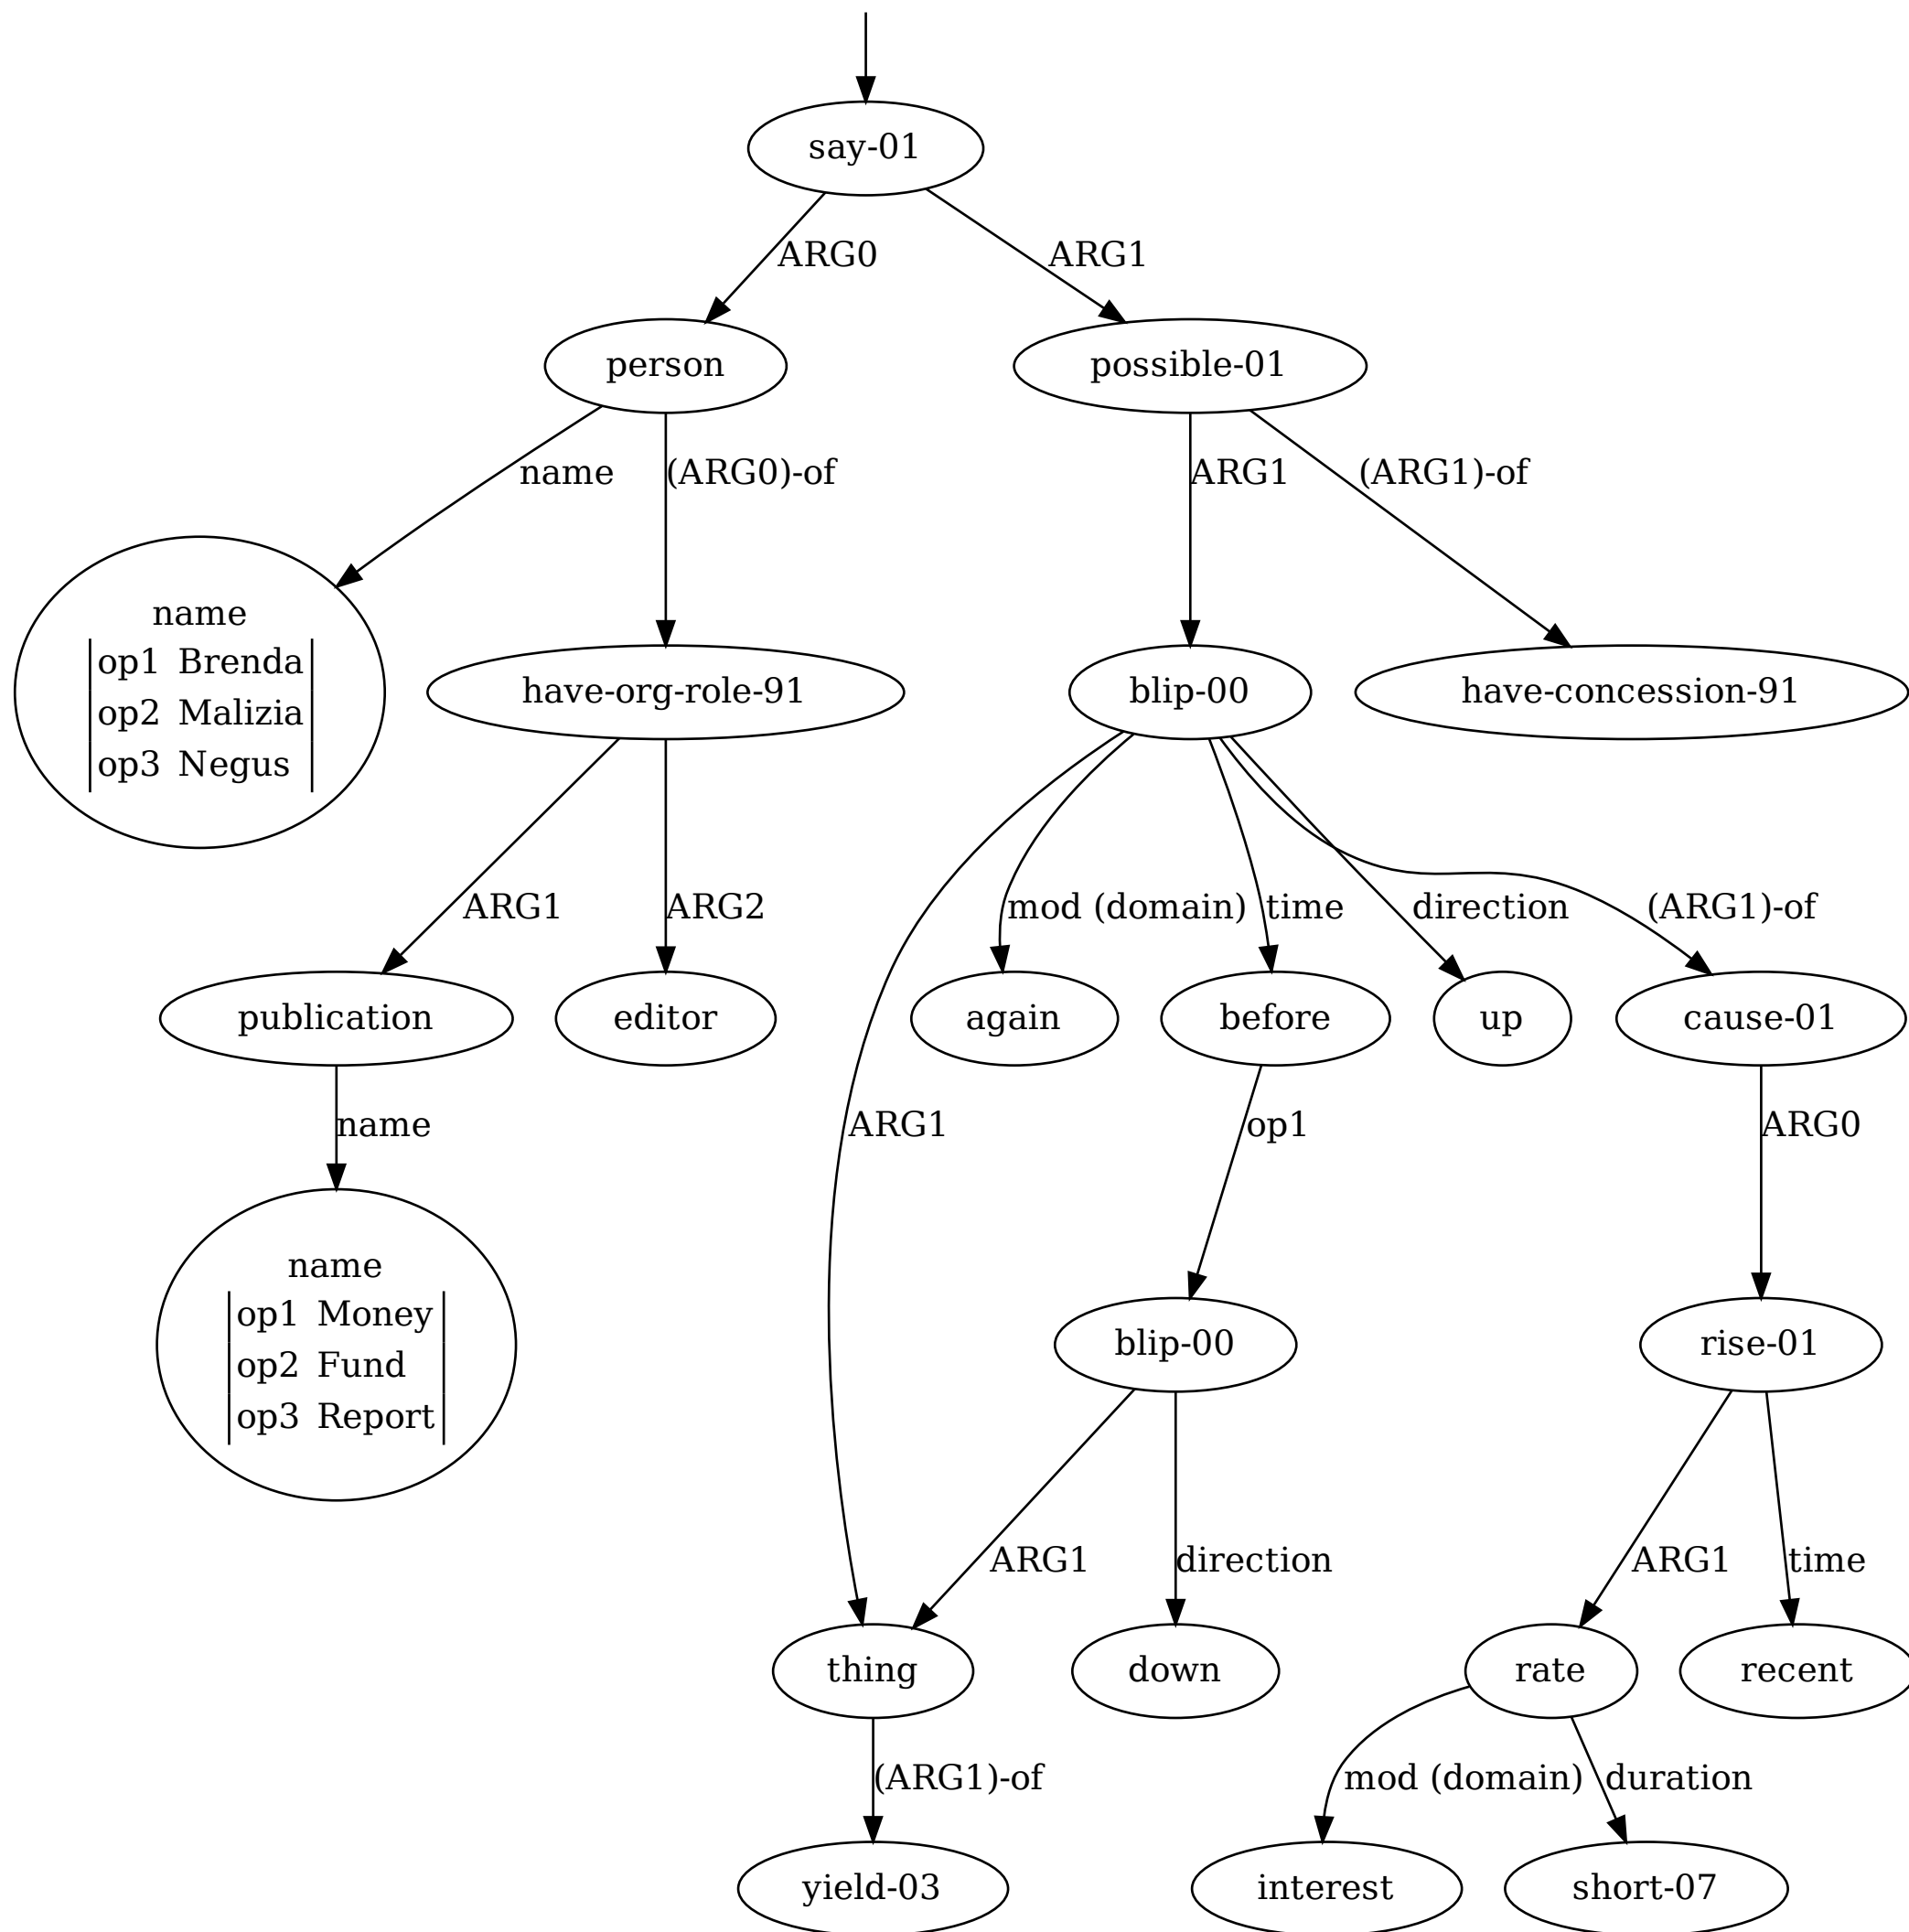 say-01
ARG0
ARG1
person
possible-01
name
(ARG0)-of
ARG1
(ARG1)-of
name
op1 Brenda
op2 Malizia
op3 Negus
have-org-role-91
blip-00
have-concession-91
ARG1
ARG2
mod (domain)
time
direction
(ARG1)-of
publication
editor
again
before
up
cause-01
name
ARG1
op1
ARG0
name
op1 Money
op2 Fund
op3 Report
blip-00
rise-01
ARG1
direction
ARG1
time
thing
down
rate
recent
(ARG1)-of
mod (domain)
duration
yield-03
interest
short-07